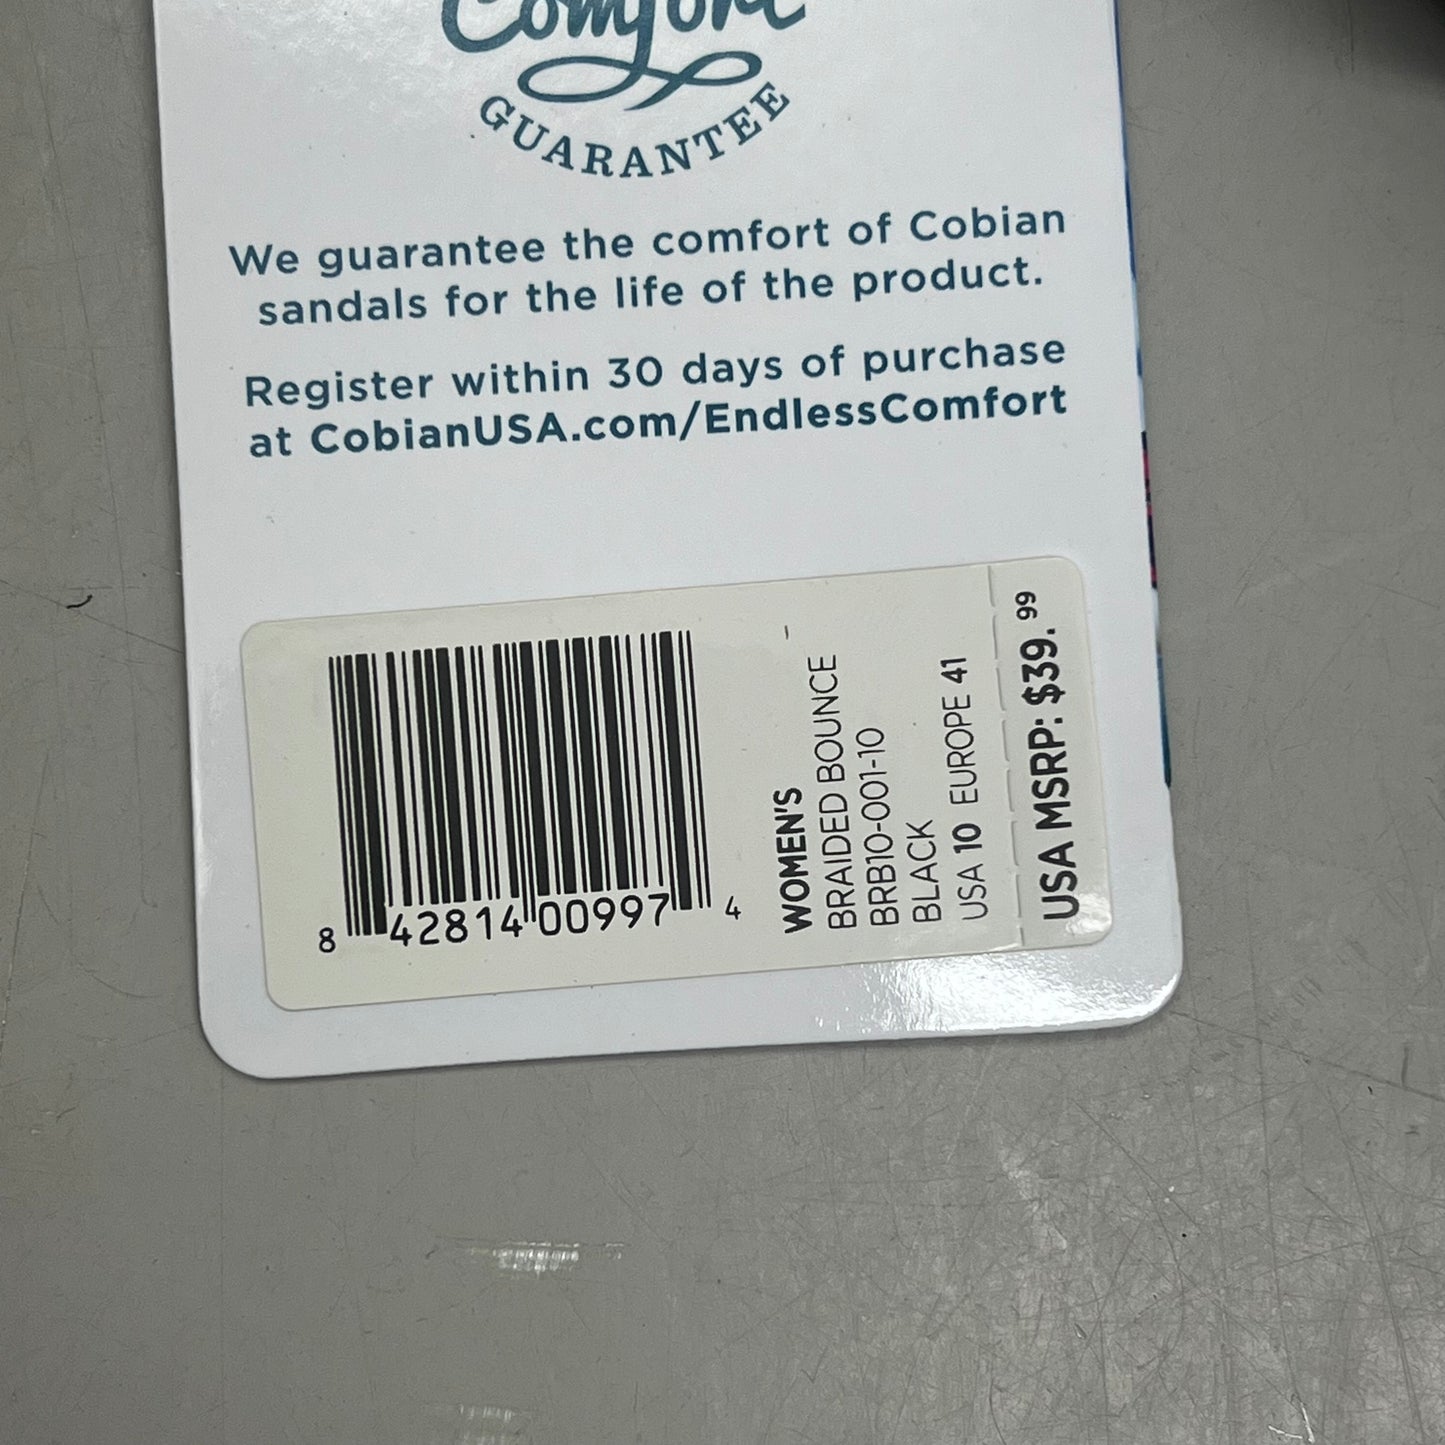 Comfort
GUARANTEE
We guarantee the comfort of Cobian
sandals for the life of the product.
Register within 30 days of purchase
at CobianUSA.com/EndlessComfort
8 42814 00997 4
WOMEN'S
BRAIDED BOUNCE
BRB10-001-10
BLACK
USA 10 EUROPE 41
USA MSRP: $39.99